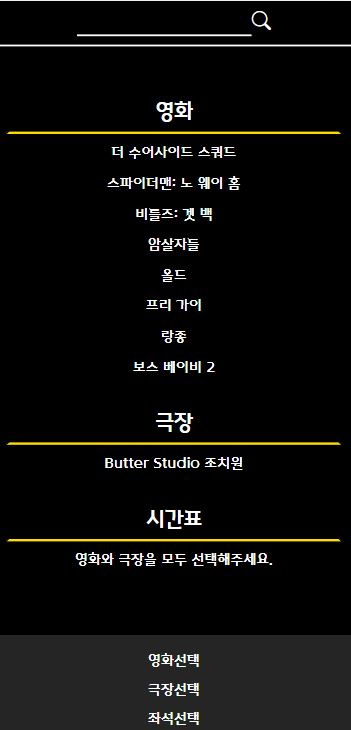 영화
더 수어사이드 스쿼드
스파이더맨: 노 웨이 홈
비틀즈: 겟 백
암살자들
올드
프리 가이
랑종
보스 베이비 2
극장
Butter Studio 조치원
시간표
영화와 극장을 모두 선택해주세요.
영화선택
극장선택
좌석선택